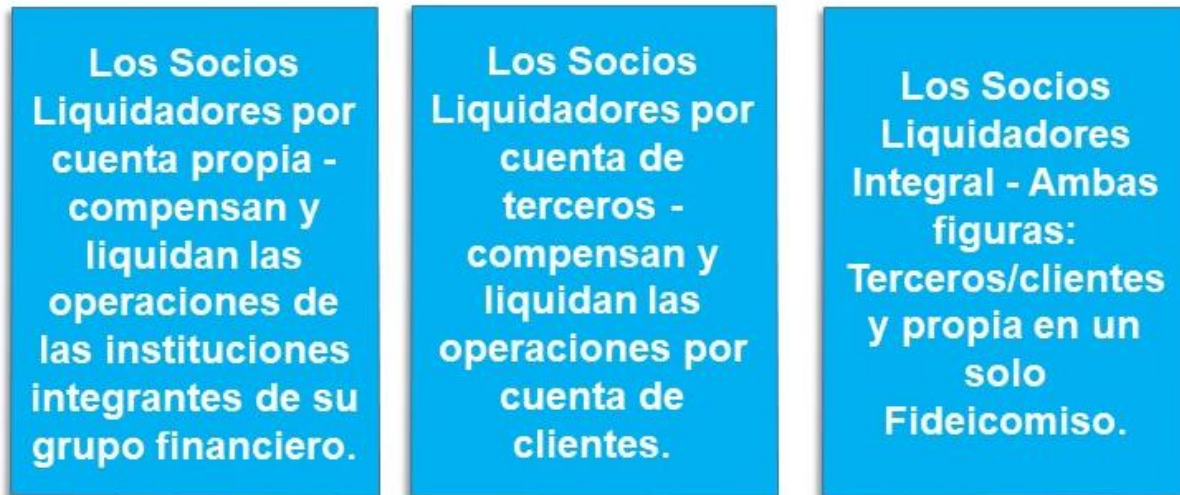 Los Socios
Liquidadores por
cuenta propia -
compensan y
liquidan las
operaciones de
las instituciones
integrantes de su
grupo financiero.
Los Socios
Liquidadores por
cuenta de
terceros -
compensan y
liquidan las
operaciones por
cuenta de
clientes.
Los Socios
Liquidadores
Integral - Ambas
figuras:
Terceros/clientes
y propia en un
solo
Fideicomiso.